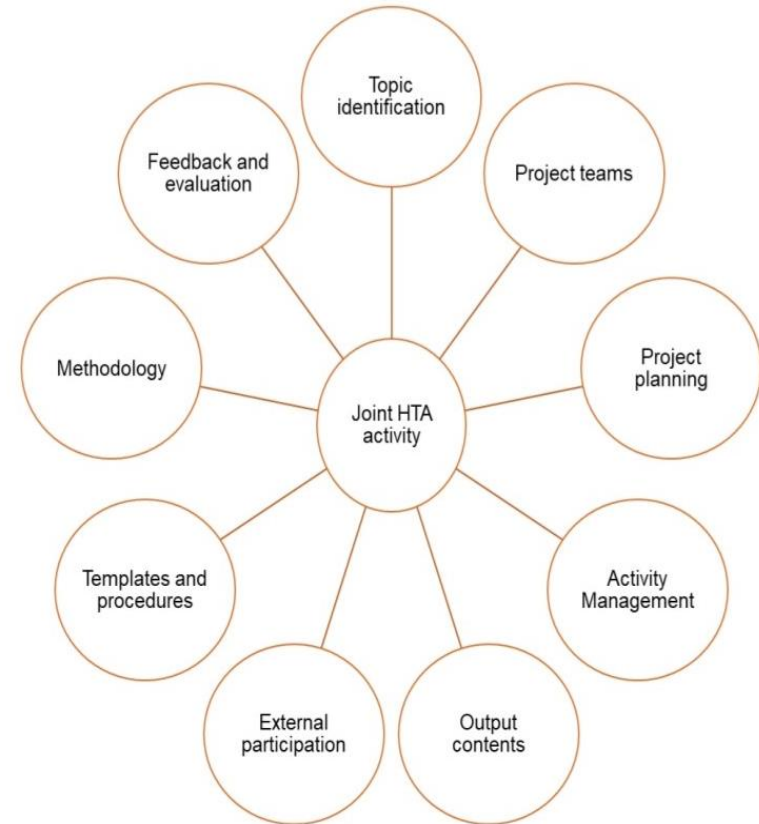 Topic
identification
Project teams
Project
planning
Activity
Management
Output
contents
External
participation
Templates and
procedures
Methodology
Feedback and
evaluation
Joint HTA
activity